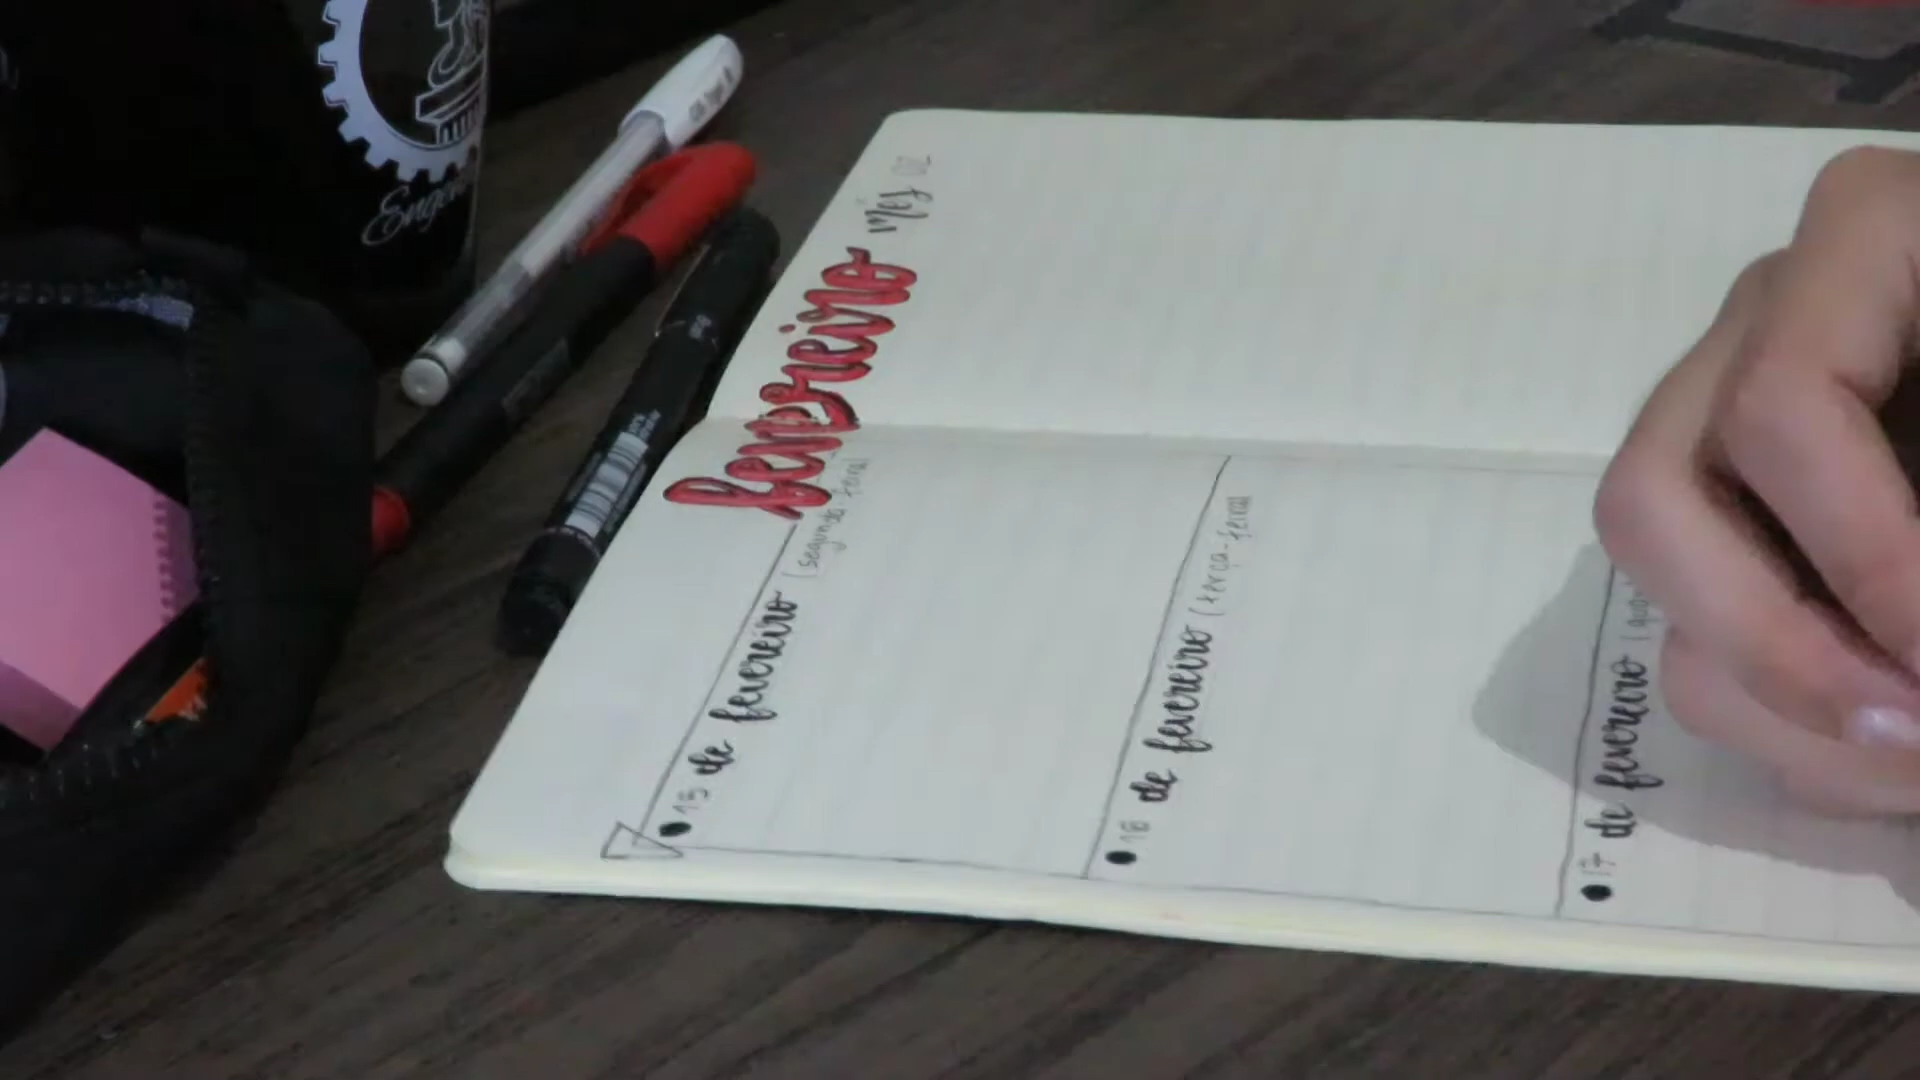 fevereiro
mês 02
15 de fevereiro (segunda-feira)
16 de fevereiro (terça-feira)
17 de fevereiro